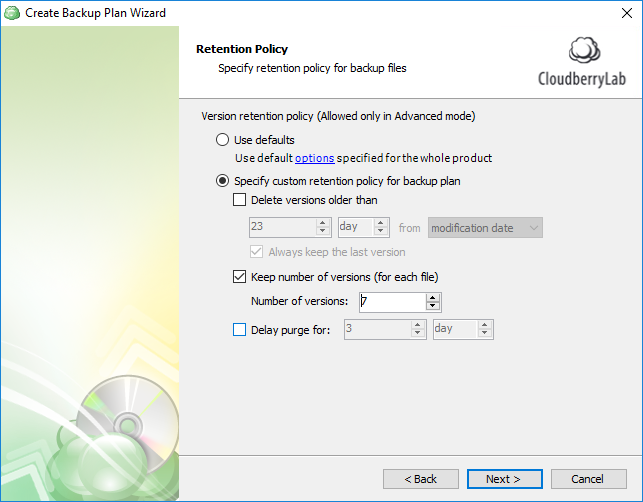 Create Backup Plan Wizard
Retention Policy
Specify retention policy for backup files
CloudberryLab
Version retention policy (Allowed only in Advanced mode)
Use defaults
Use default options specified for the whole product
Specify custom retention policy for backup plan
Delete versions older than
23 day from modification date
Always keep the last version
Keep number of versions (for each file)
Number of versions: 7
Delay purge for: 3 day
< Back Next > Cancel